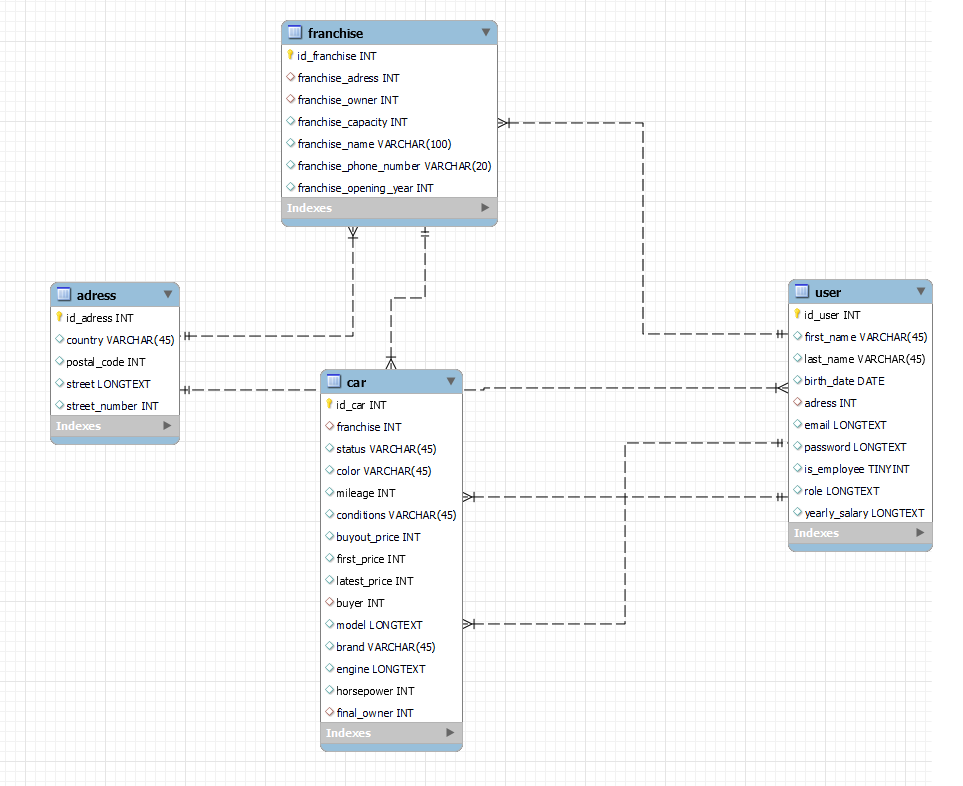 franchise
id_franchise INT
franchise_adress INT
franchise_owner INT
franchise_capacity INT
franchise_name VARCHAR(100)
franchise_phone_number VARCHAR(20)
franchise_opening_year INT
Indexes
adress
id_adress INT
country VARCHAR(45)
postal_code INT
street LONGTEXT
street_number INT
Indexes
car
id_car INT
franchise INT
status VARCHAR(45)
color VARCHAR(45)
mileage INT
conditions VARCHAR(45)
buyout_price INT
first_price INT
latest_price INT
buyer INT
model LONGTEXT
brand VARCHAR(45)
engine LONGTEXT
horsepower INT
final_owner INT
Indexes
user
id_user INT
first_name VARCHAR(45)
last_name VARCHAR(45)
birth_date DATE
adress INT
email LONGTEXT
password LONGTEXT
is_employee TINYINT
role LONGTEXT
yearly_salary LONGTEXT
Indexes